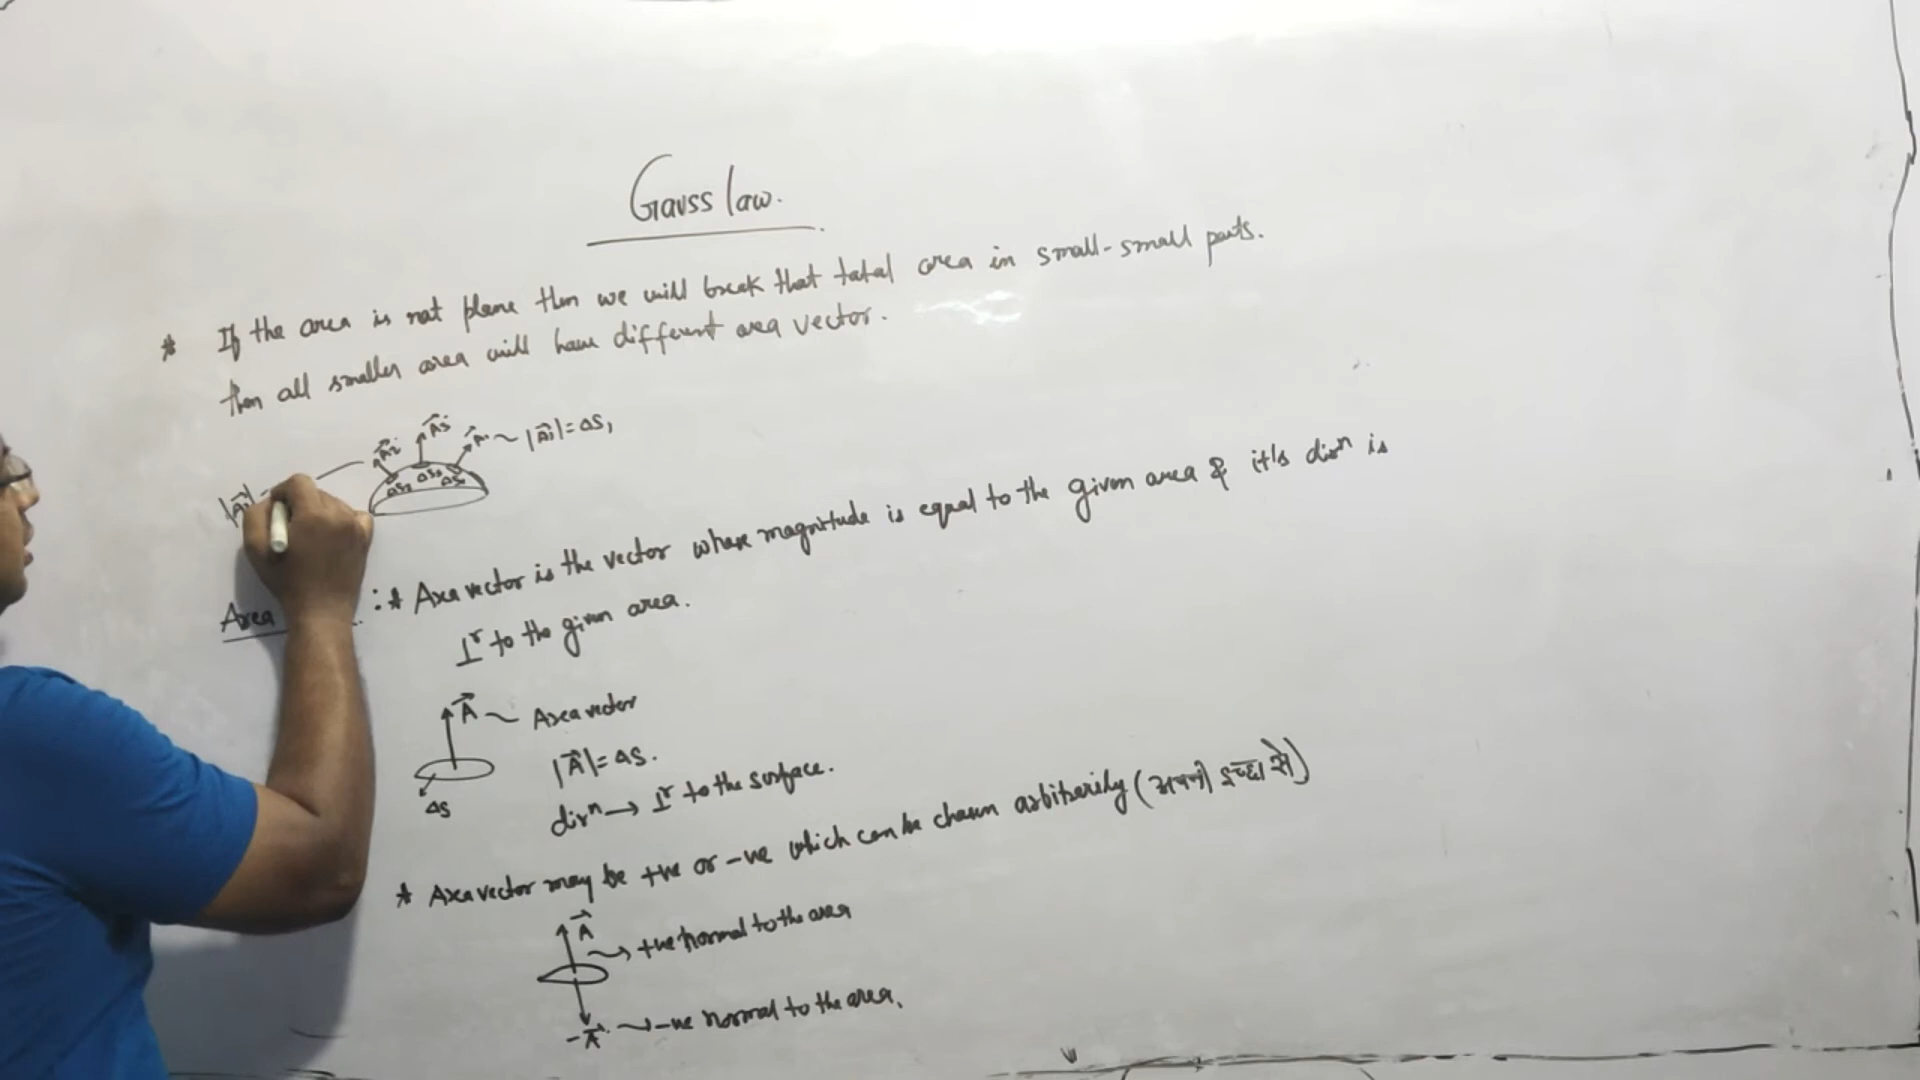 Gauss law.
* If the area is not plane then we will break that total area in small-small parts.
then all smaller area will have different area vector.
A₂ A₃ A₁ ~ |A⃗₁| = ΔS₁
ΔS₂ ΔS₃ ΔS₁
Area
:* Area vector is the vector whose magnitude is equal to the given area & it's dirⁿ is
⊥ʳ to the given area.
A⃗ ~ Area vector
|A⃗| = ΔS.
ΔS
dirⁿ → ⊥ʳ to the surface.
* Area vector may be +ve or -ve which can be chosen arbitrarily (अपनी इच्छा से)
A⃗
→ +ve normal to the area
-A⃗ → -ve normal to the area.